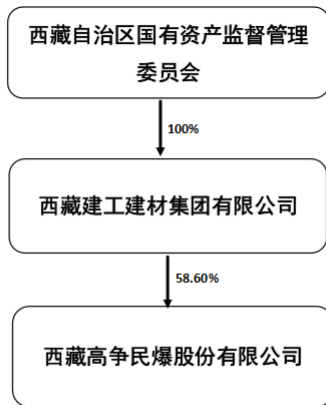 西藏自治区国有资产监督管理
委员会
100%
西藏建工建材集团有限公司
58.60%
西藏高争民爆股份有限公司